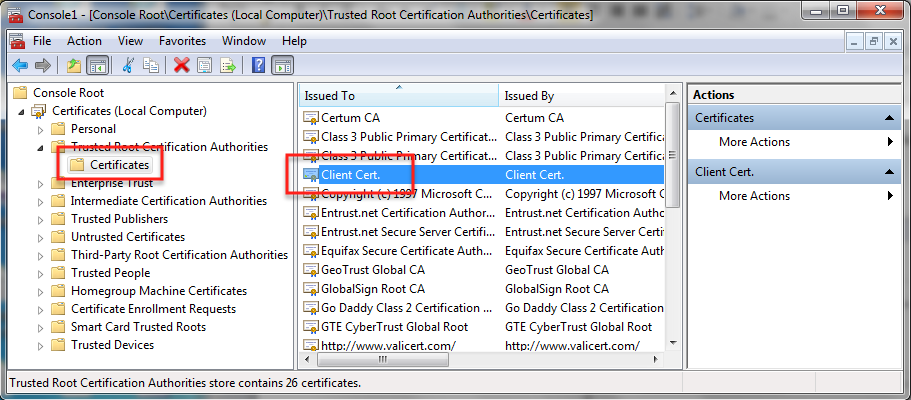 Console1 - [Console Root\Certificates (Local Computer)\Trusted Root Certification Authorities\Certificates]
File Action View Favorites Window Help
Console Root
Certificates (Local Computer)
Personal
Trusted Root Certification Authorities
Certificates
Enterprise Trust
Intermediate Certification Authorities
Trusted Publishers
Untrusted Certificates
Third-Party Root Certification Authorities
Trusted People
Homegroup Machine Certificates
Certificate Enrollment Requests
Smart Card Trusted Roots
Trusted Devices
Issued To Issued By
Certum CA Certum CA
Class 3 Public Primary Certificat... Class 3 Public Primary Certificat
Class 3 Public Primary Certificat... Class 3 Public Primary Certificat
Client Cert. Client Cert.
Copyright (c) 1997 Microsoft C... Copyright (c) 1997 Microsoft C
Entrust.net Certification Author... Entrust.net Certification Author
Entrust.net Secure Server Certifi... Entrust.net Secure Server Certifi
Equifax Secure Certificate Auth... Equifax Secure Certificate Auth
GeoTrust Global CA GeoTrust Global CA
GlobalSign Root CA GlobalSign Root CA
Go Daddy Class 2 Certification ... Go Daddy Class 2 Certification
GTE CyberTrust Global Root GTE CyberTrust Global Root
http://www.valicert.com/ http://www.valicert.com/
Actions
Certificates
More Actions
Client Cert.
More Actions
Trusted Root Certification Authorities store contains 26 certificates.